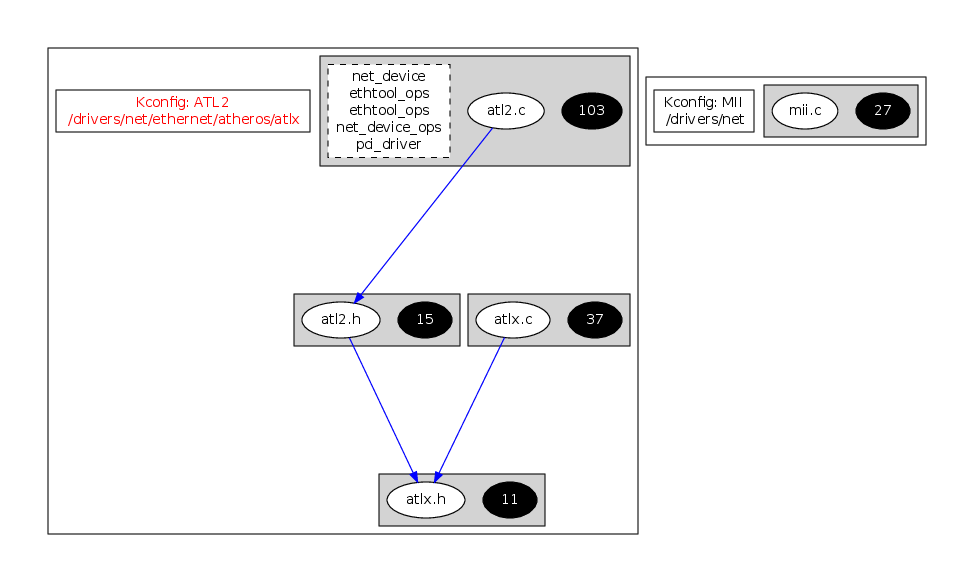 Kconfig: ATL2
/drivers/net/ethernet/atheros/atlx
net_device
ethtool_ops
ethtool_ops
net_device_ops
pci_driver
atl2.c
103
Kconfig: MII
/drivers/net
mii.c
27
atl2.h
15
atlx.c
37
atlx.h
11